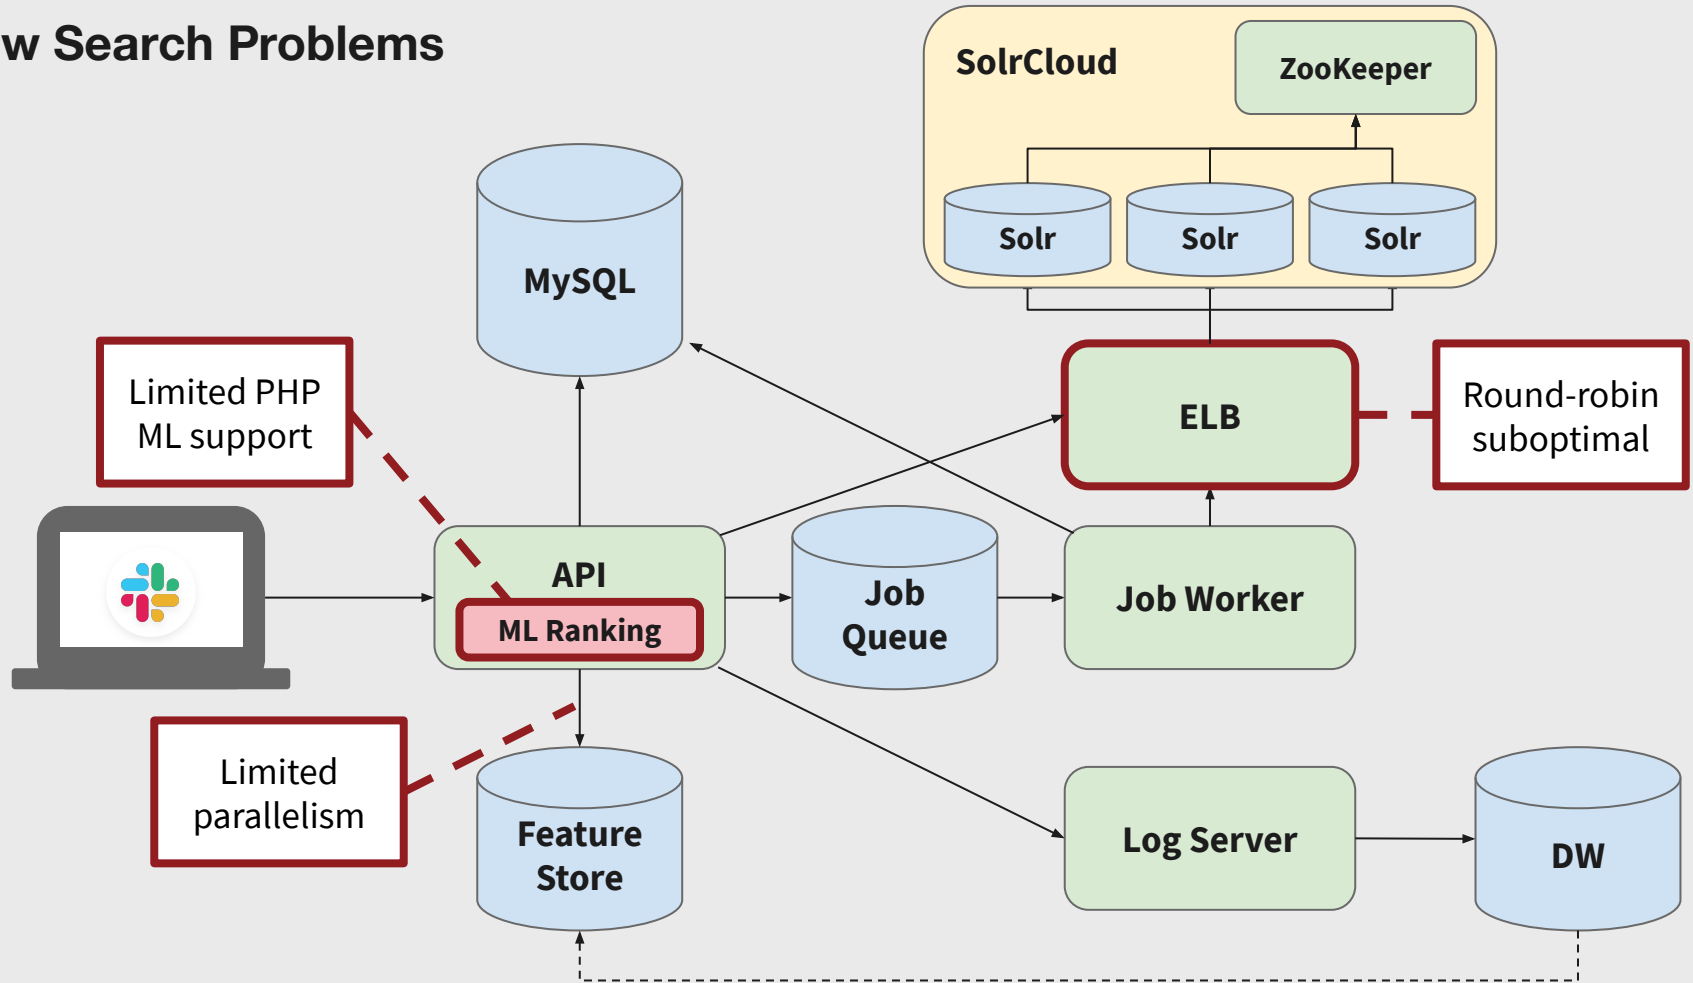 w Search Problems
SolrCloud
ZooKeeper
Solr
Solr
Solr
MySQL
Limited PHP
ML support
ELB
Round-robin
suboptimal
API
ML Ranking
Job
Queue
Job Worker
Limited
parallelism
Feature
Store
Log Server
DW